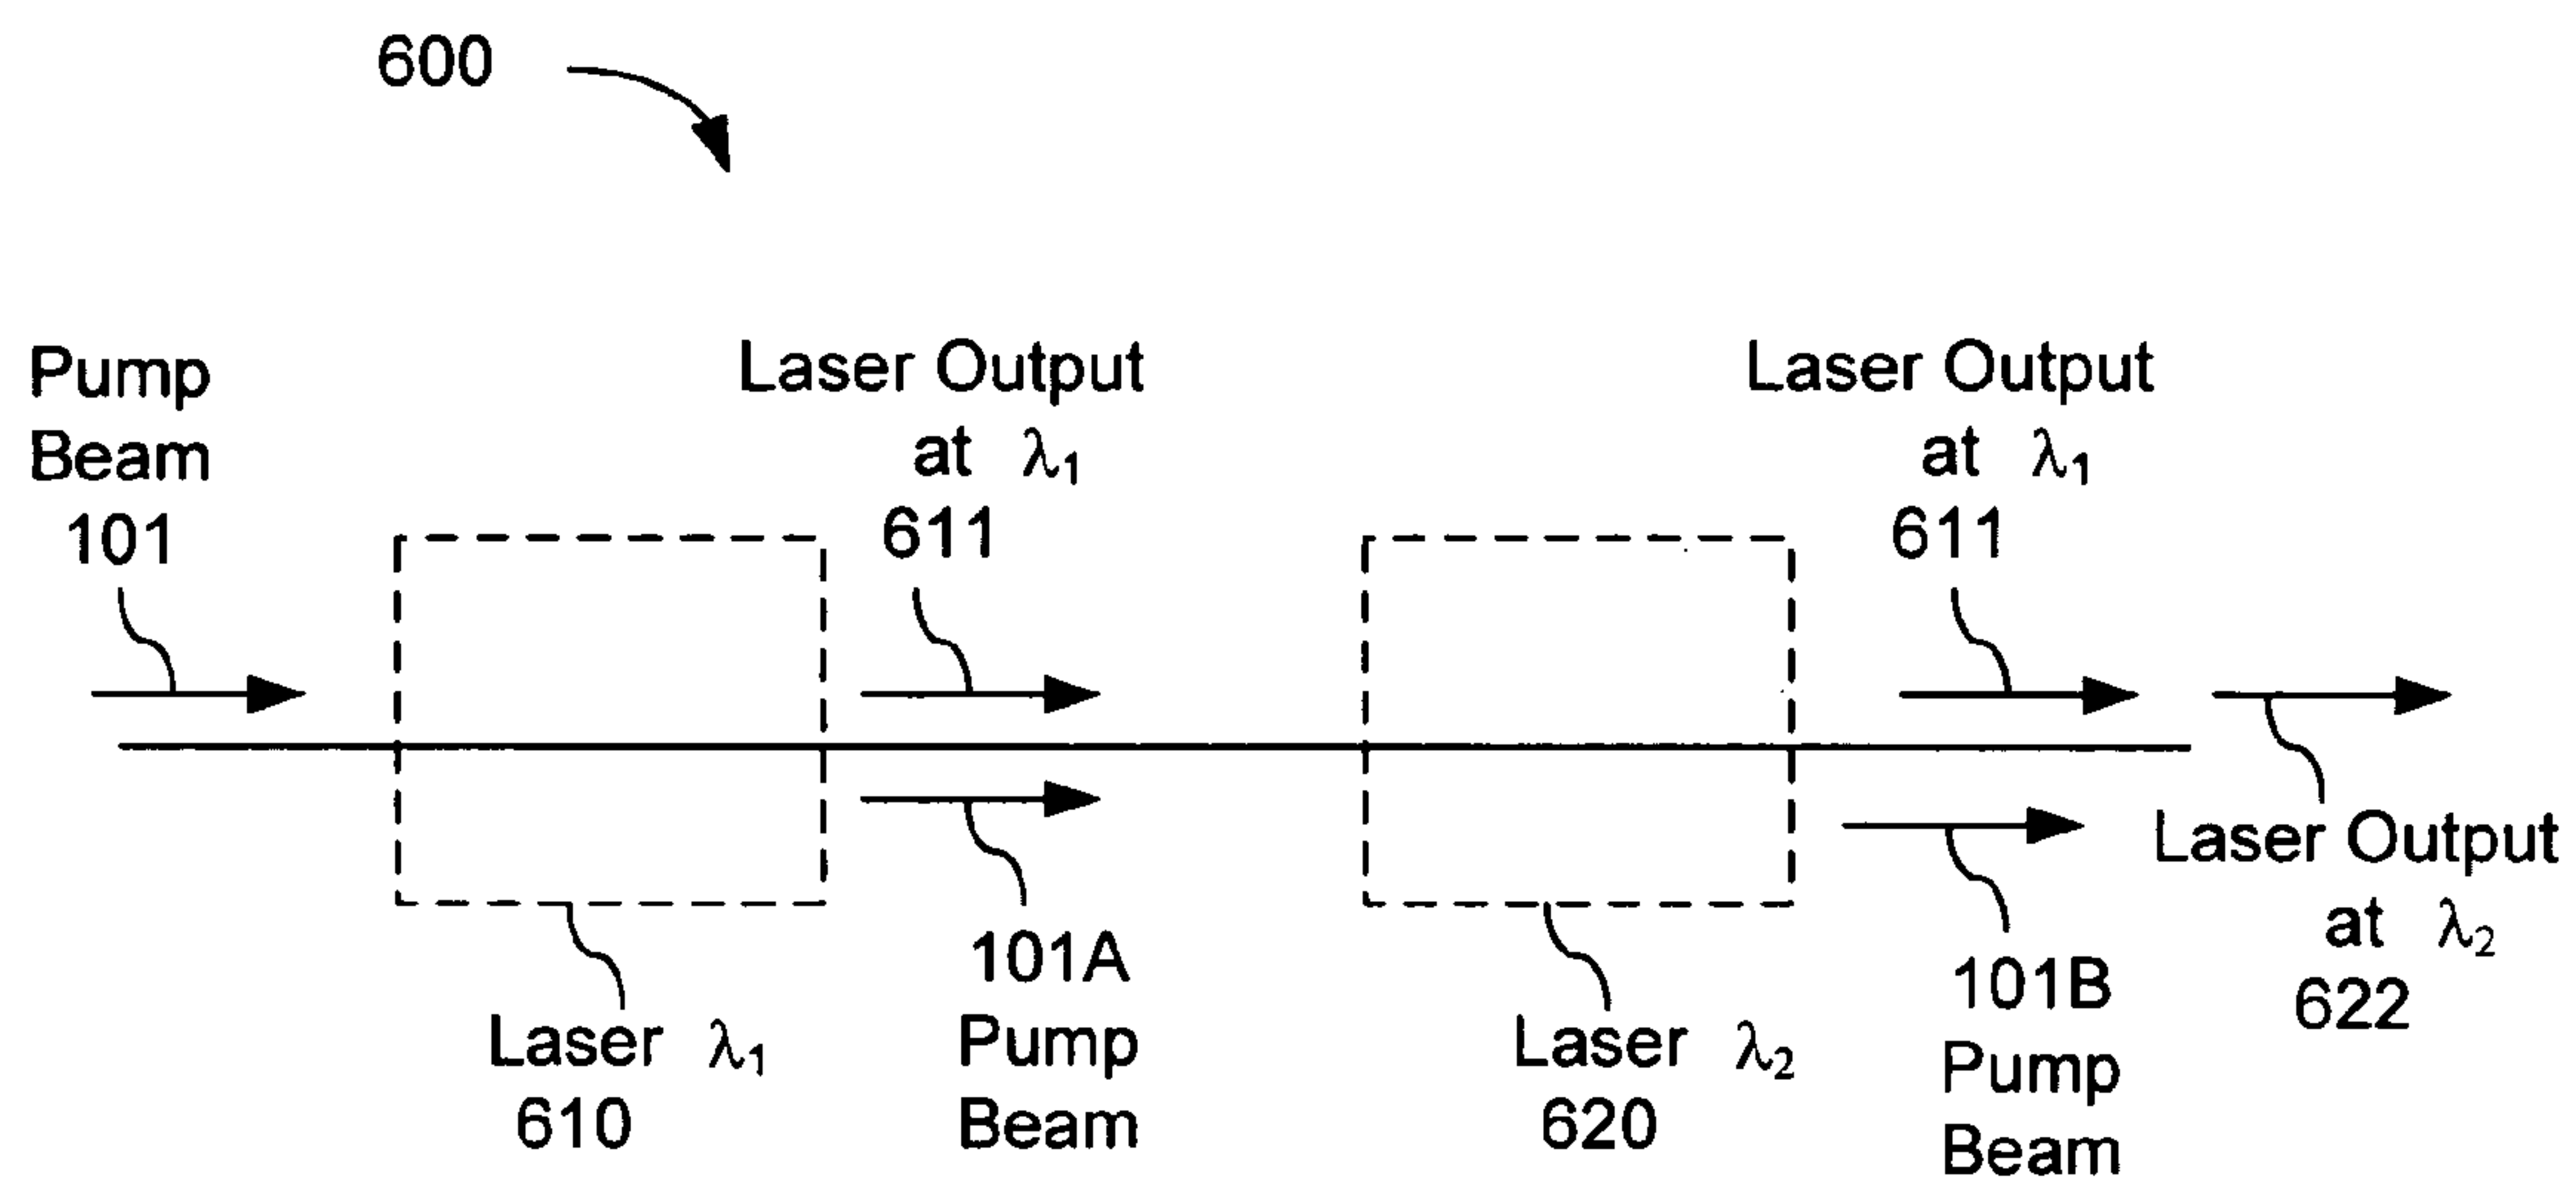 600
Pump
Beam
101
Laser Output
at λ₁
611
Laser Output
at λ₁
611
Laser λ₁
610
101A
Pump
Beam
Laser λ₂
620
101B
Pump
Beam
Laser Output
at λ₂
622